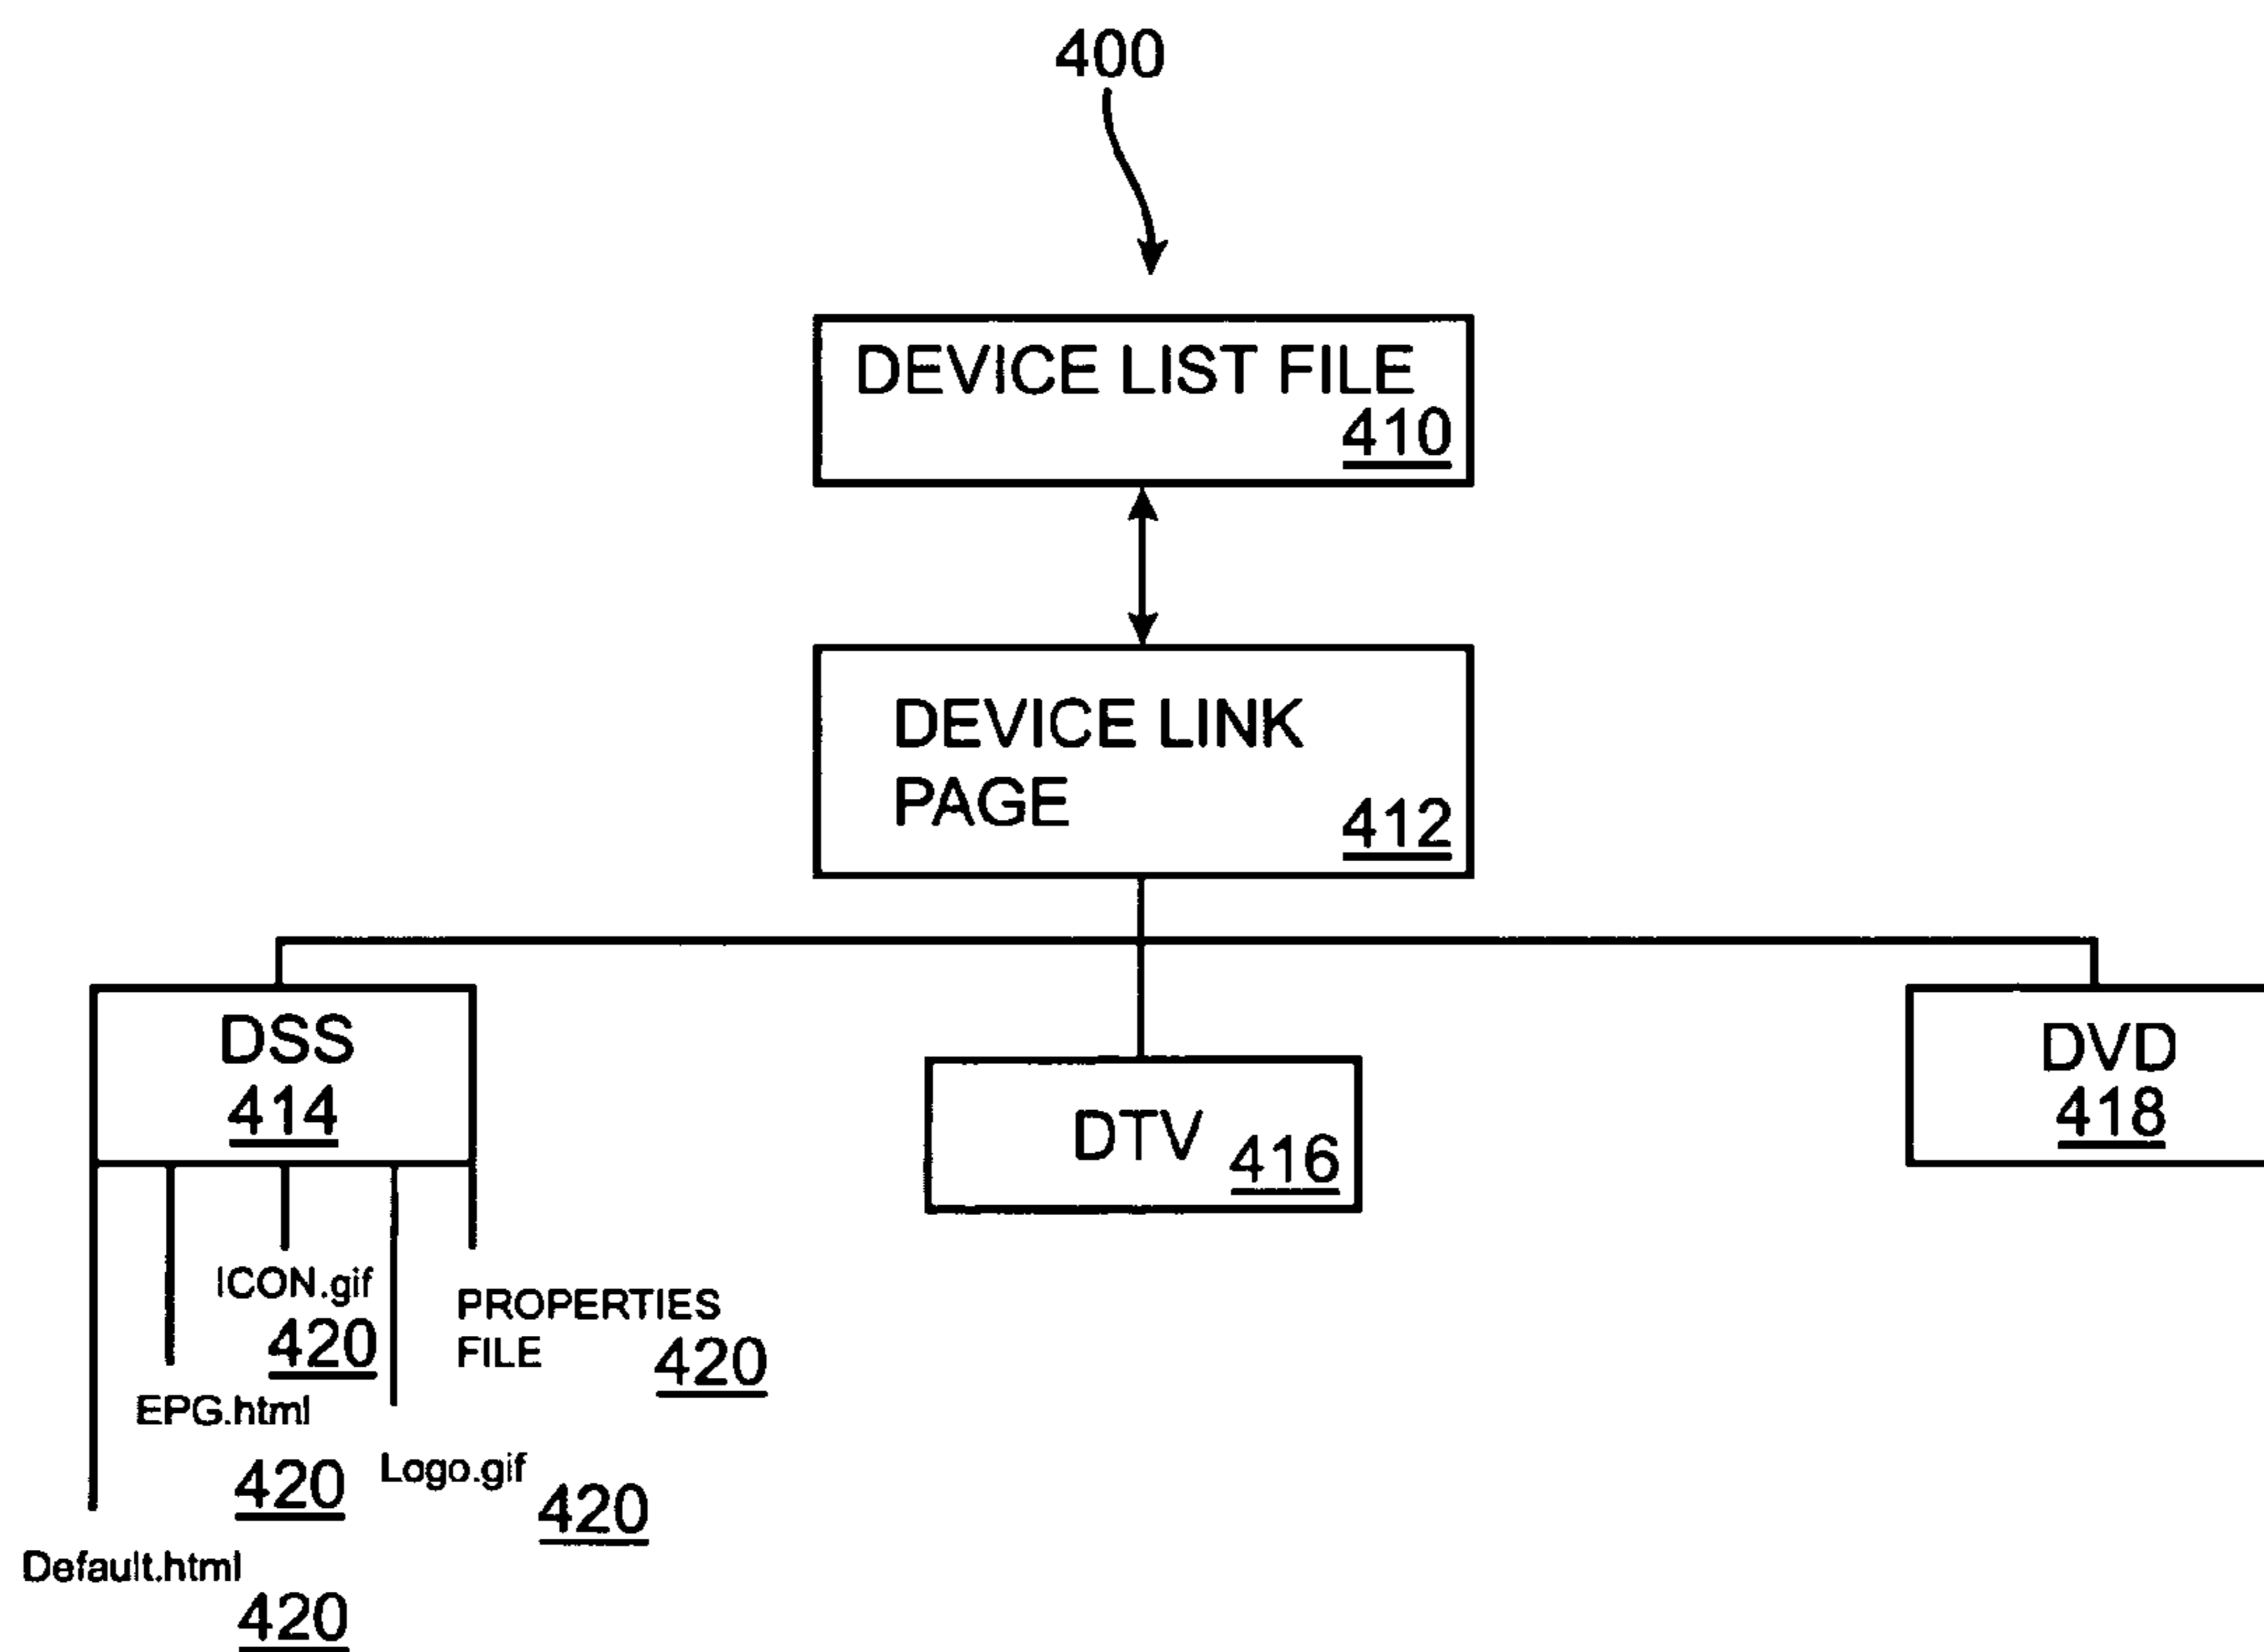 400
DEVICE LIST FILE
410
DEVICE LINK
PAGE
412
DSS
414
DTV
416
DVD
418
ICON.gif
420
PROPERTIES
FILE
420
EPG.html
420
Logo.gif
420
Default.html
420